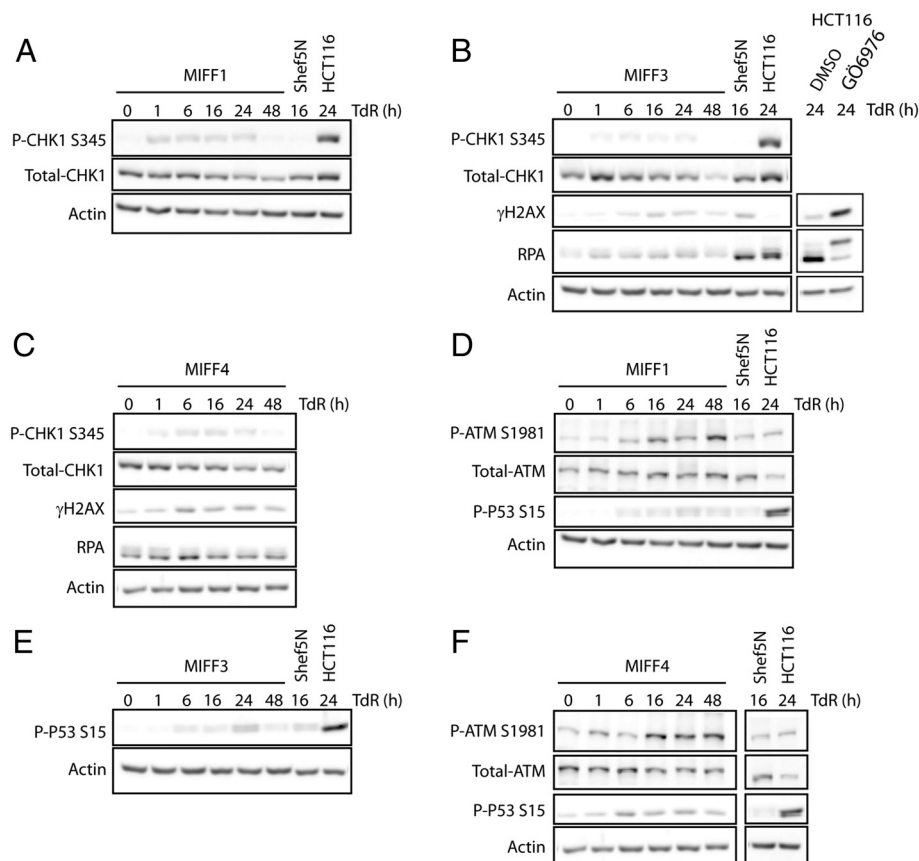 A
MIFF1
Shef5N
HCT116
0 1 6 16 24 48 16 24 TdR (h)
P-CHK1 S345
Total-CHK1
Actin
B
MIFF3
Shef5N
HCT116
HCT116
DMSO
GÖ6976
0 1 6 16 24 48 16 24 TdR (h) 24 24
P-CHK1 S345
Total-CHK1
γH2AX
RPA
Actin
C
MIFF4
0 1 6 16 24 48 TdR (h)
P-CHK1 S345
Total-CHK1
γH2AX
RPA
Actin
D
MIFF1
Shef5N
HCT116
0 1 6 16 24 48 16 24 TdR (h)
P-ATM S1981
Total-ATM
P-P53 S15
Actin
E
MIFF3
Shef5N
HCT116
0 1 6 16 24 48 16 24 TdR (h)
P-P53 S15
Actin
F
MIFF4
Shef5N
HCT116
0 1 6 16 24 48 16 24 TdR (h)
P-ATM S1981
Total-ATM
P-P53 S15
Actin